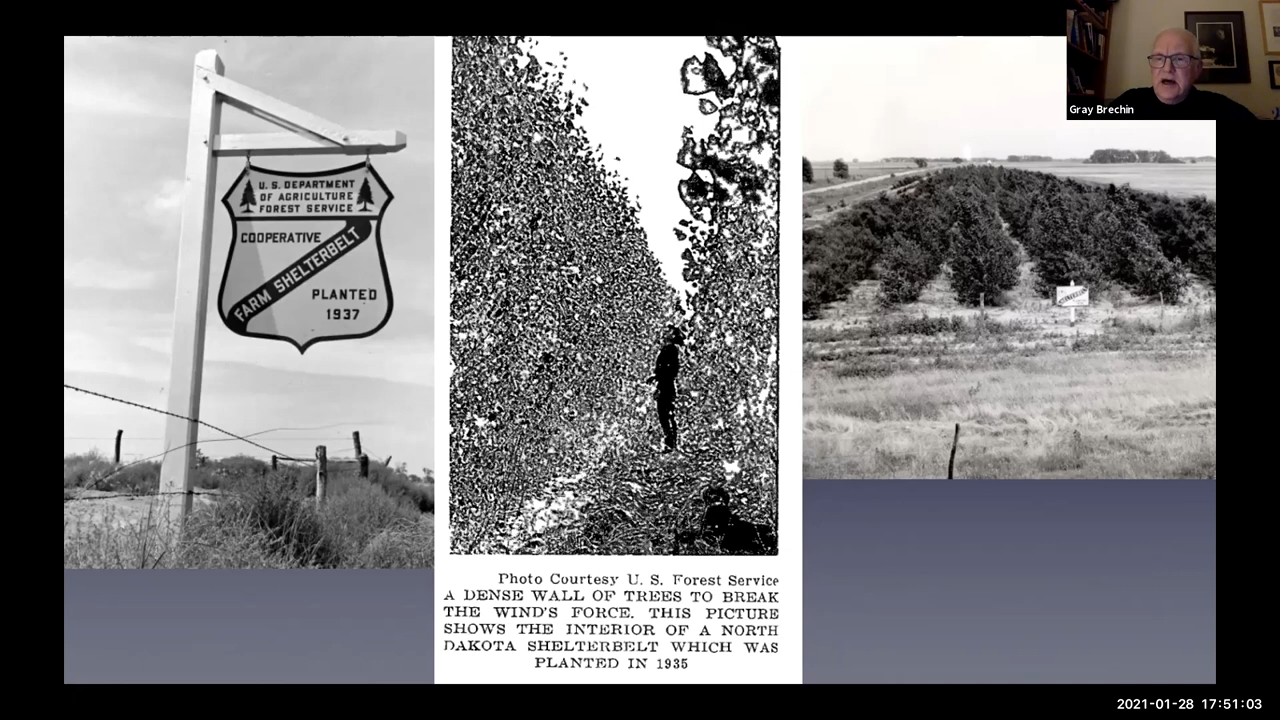 U. S. DEPARTMENT
OF AGRICULTURE
FOREST SERVICE
COOPERATIVE
FARM SHELTERBELT
PLANTED
1937
Photo Courtesy U. S. Forest Service
A DENSE WALL OF TREES TO BREAK
THE WIND'S FORCE. THIS PICTURE
SHOWS THE INTERIOR OF A NORTH
DAKOTA SHELTERBELT WHICH WAS
PLANTED IN 1935
SHELTERBELT
Gray Brechin
2021-01-28 17:51:03